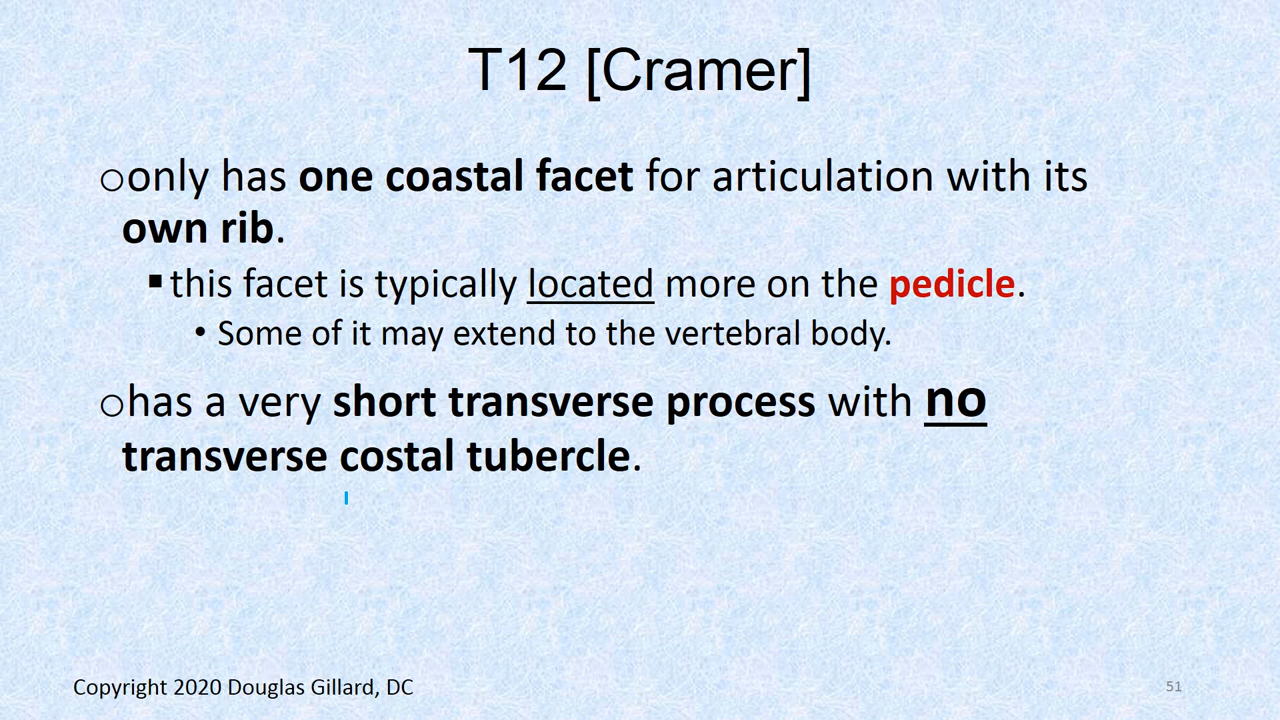 T12 [Cramer]
○only has one coastal facet for articulation with its
own rib.
▪this facet is typically located more on the pedicle.
• Some of it may extend to the vertebral body.
○has a very short transverse process with no
transverse costal tubercle.
Copyright 2020 Douglas Gillard, DC
51